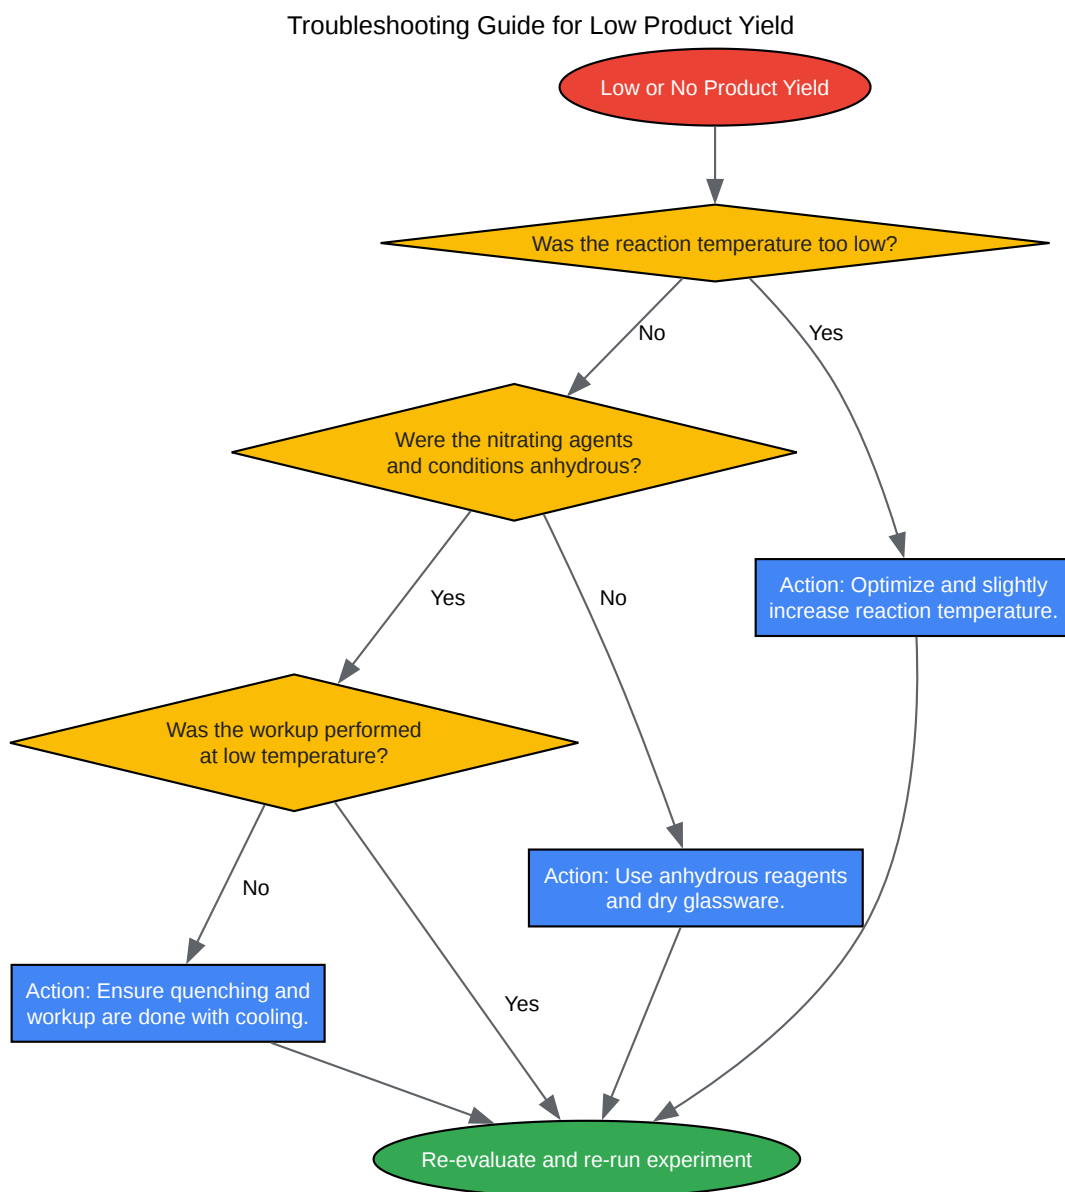 Troubleshooting Guide for Low Product Yield
Low or No Product Yield
Was the reaction temperature too low?
No
Yes
Were the nitrating agents
and conditions anhydrous?
Yes
No
Action: Optimize and slightly
increase reaction temperature.
Was the workup performed
at low temperature?
No
Yes
Action: Use anhydrous reagents
and dry glassware.
Action: Ensure quenching and
workup are done with cooling.
Re-evaluate and re-run experiment